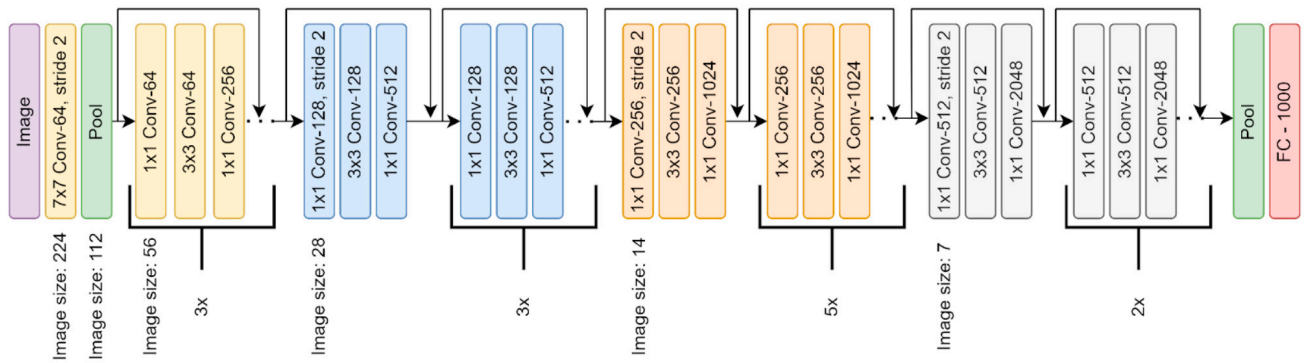 Image
7x7 Conv-64, stride 2
Pool
1x1 Conv-64
3x3 Conv-64
1x1 Conv-256
1x1 Conv-128, stride 2
3x3 Conv-128
1x1 Conv-512
1x1 Conv-128
3x3 Conv-128
1x1 Conv-512
1x1 Conv-256, stride 2
3x3 Conv-256
1x1 Conv-1024
1x1 Conv-256
3x3 Conv-256
1x1 Conv-1024
1x1 Conv-512, stride 2
3x3 Conv-512
1x1 Conv-2048
1x1 Conv-512
3x3 Conv-512
1x1 Conv-2048
Pool
FC - 1000
Image size: 224
Image size: 112
Image size: 56
3x
Image size: 28
3x
Image size: 14
5x
Image size: 7
2x